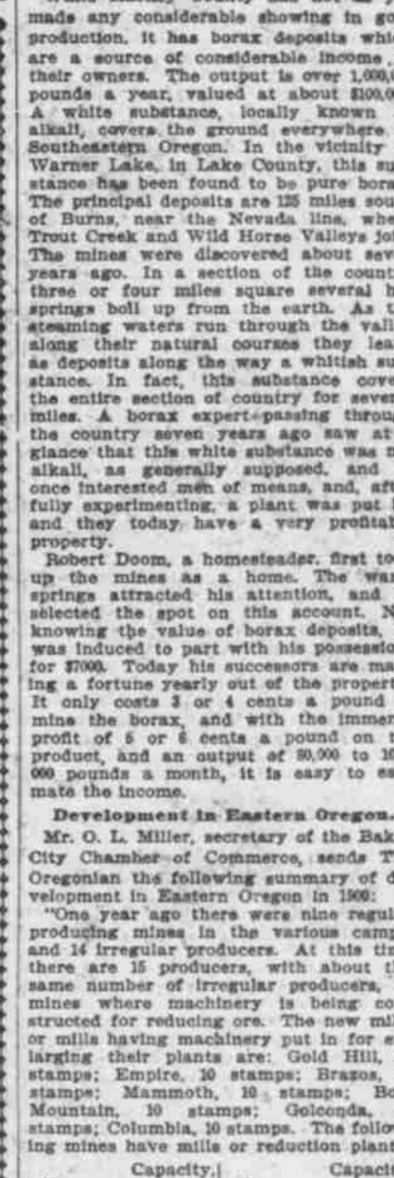 made any considerable showing in go
production, it has borax deposits whi
are a source of considerable income
their owners. The output is over 1,000,
pounds a year, valued at about $100,0
A white substance, locally known
alkali, covers the ground everywhere
Southeastern Oregon. In the vicinity
Warner Lake, in Lake County, this su
stance has been found to be pure bora
The principal deposits are 125 miles sou
of Burns, near the Nevada line, whe
Trout Creek and Wild Horse Valleys joi
The mines were discovered about sev
years ago. In a section of the count
three or four miles square several h
springs boil up from the earth. As t
steaming waters run through the vall
along their natural courses they lea
as deposits along the way a whitish su
stance. In fact, this substance cove
the entire section of country for sever
miles. A borax expert passing throu
the country seven years ago saw at
glance that this white substance was n
alkali, as generally supposed, and
once interested men of means, and, aft
fully experimenting, a plant was put
and they today have a very profitab
property.
Robert Doom, a homesteader, first to
up the mines as a home. The war
springs attracted his attention, and
selected the spot on this account. N
knowing the value of borax deposits,
was induced to part with his possessio
for $7000. Today his successors are ma
ing a fortune yearly out of the propert
It only costs 3 or 4 cents a pound
mine the borax, and with the immen
profit of 5 or 6 cents a pound on t
product, and an output of 80,000 to 10
000 pounds a month, it is easy to es
mate the income.
Development in Eastern Oregon.
Mr. O. L. Miller, secretary of the Bak
City Chamber of Commerce, sends T
Oregonian the following summary of d
velopment in Eastern Oregon in 1900:
"One year ago there were nine regul
producing mines in the various camp
and 14 irregular producers. At this tim
there are 15 producers, with about t
same number of irregular producers,
mines where machinery is being co
structed for reducing ore. The new mil
or mills having machinery put in for e
larging their plants are: Gold Hill,
stamps; Empire, 10 stamps; Brazos,
stamps; Mammoth, 10 stamps; Bo
Mountain, 10 stamps; Golconda,
stamps; Columbia, 10 stamps. The follow
ing mines have mills or reduction plant
Capacity.| Capacit